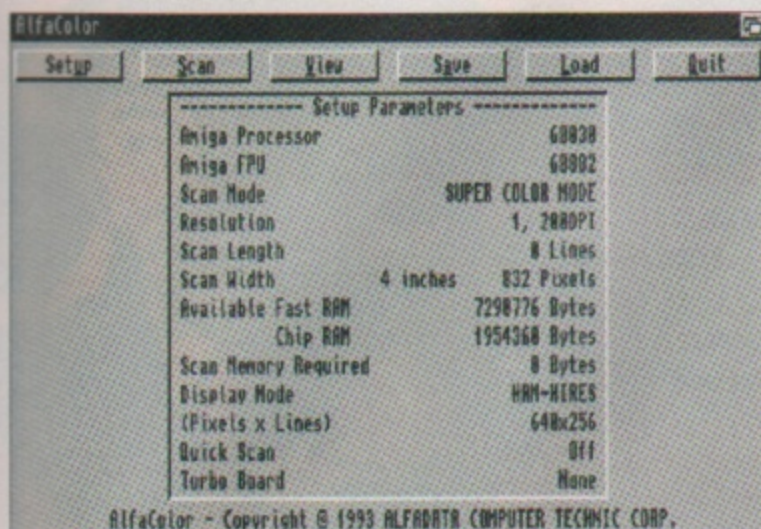 AlfaColor
Setup Scan View Save Load Quit
------------ Setup Parameters ------------
Amiga Processor 68030
Amiga FPU 68882
Scan Mode SUPER COLOR MODE
Resolution 1, 200DPI
Scan Length 0 Lines
Scan Width 4 inches 832 Pixels
Available Fast RAM 7290776 Bytes
Chip RAM 1954360 Bytes
Scan Memory Required 0 Bytes
Display Mode HAM-HIRES
(Pixels x Lines) 640x256
Quick Scan Off
Turbo Board None
AlfaColor - Copyright © 1993 ALFADATA COMPUTER TECHNIC CORP.